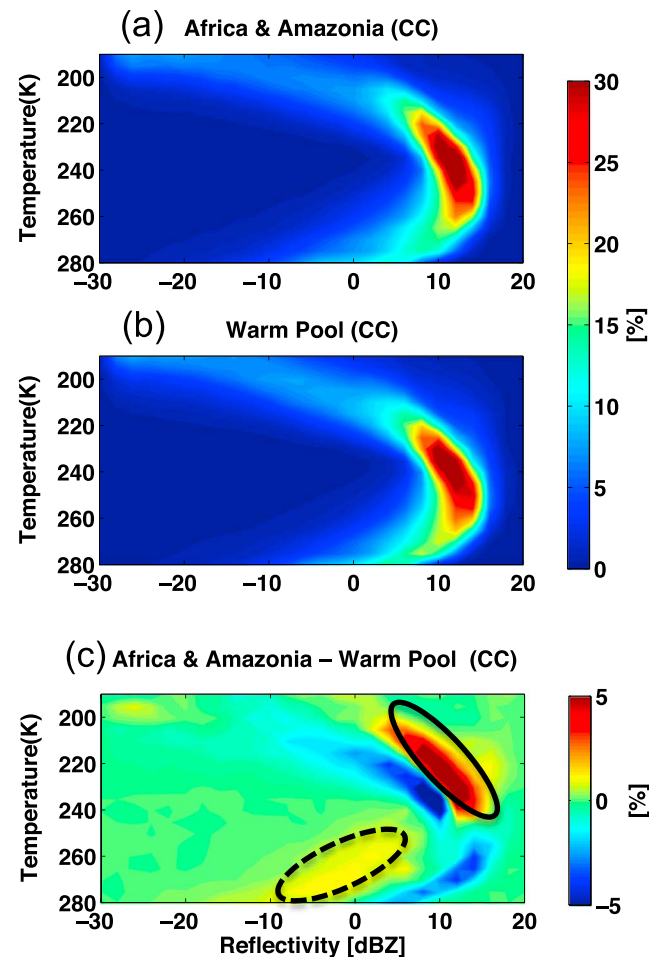 (a) Africa & Amazonia (CC)
Temperature(K)
200
220
240
260
280
−30 −20 −10 0 10 20
(b) Warm Pool (CC)
Temperature(K)
200
220
240
260
280
−30 −20 −10 0 10 20
30
25
20
15
10
5
0
[%]
(c) Africa & Amazonia − Warm Pool (CC)
Temperature(K)
200
220
240
260
280
−30 −20 −10 0 10 20
Reflectivity [dBZ]
5
0
−5
[%]